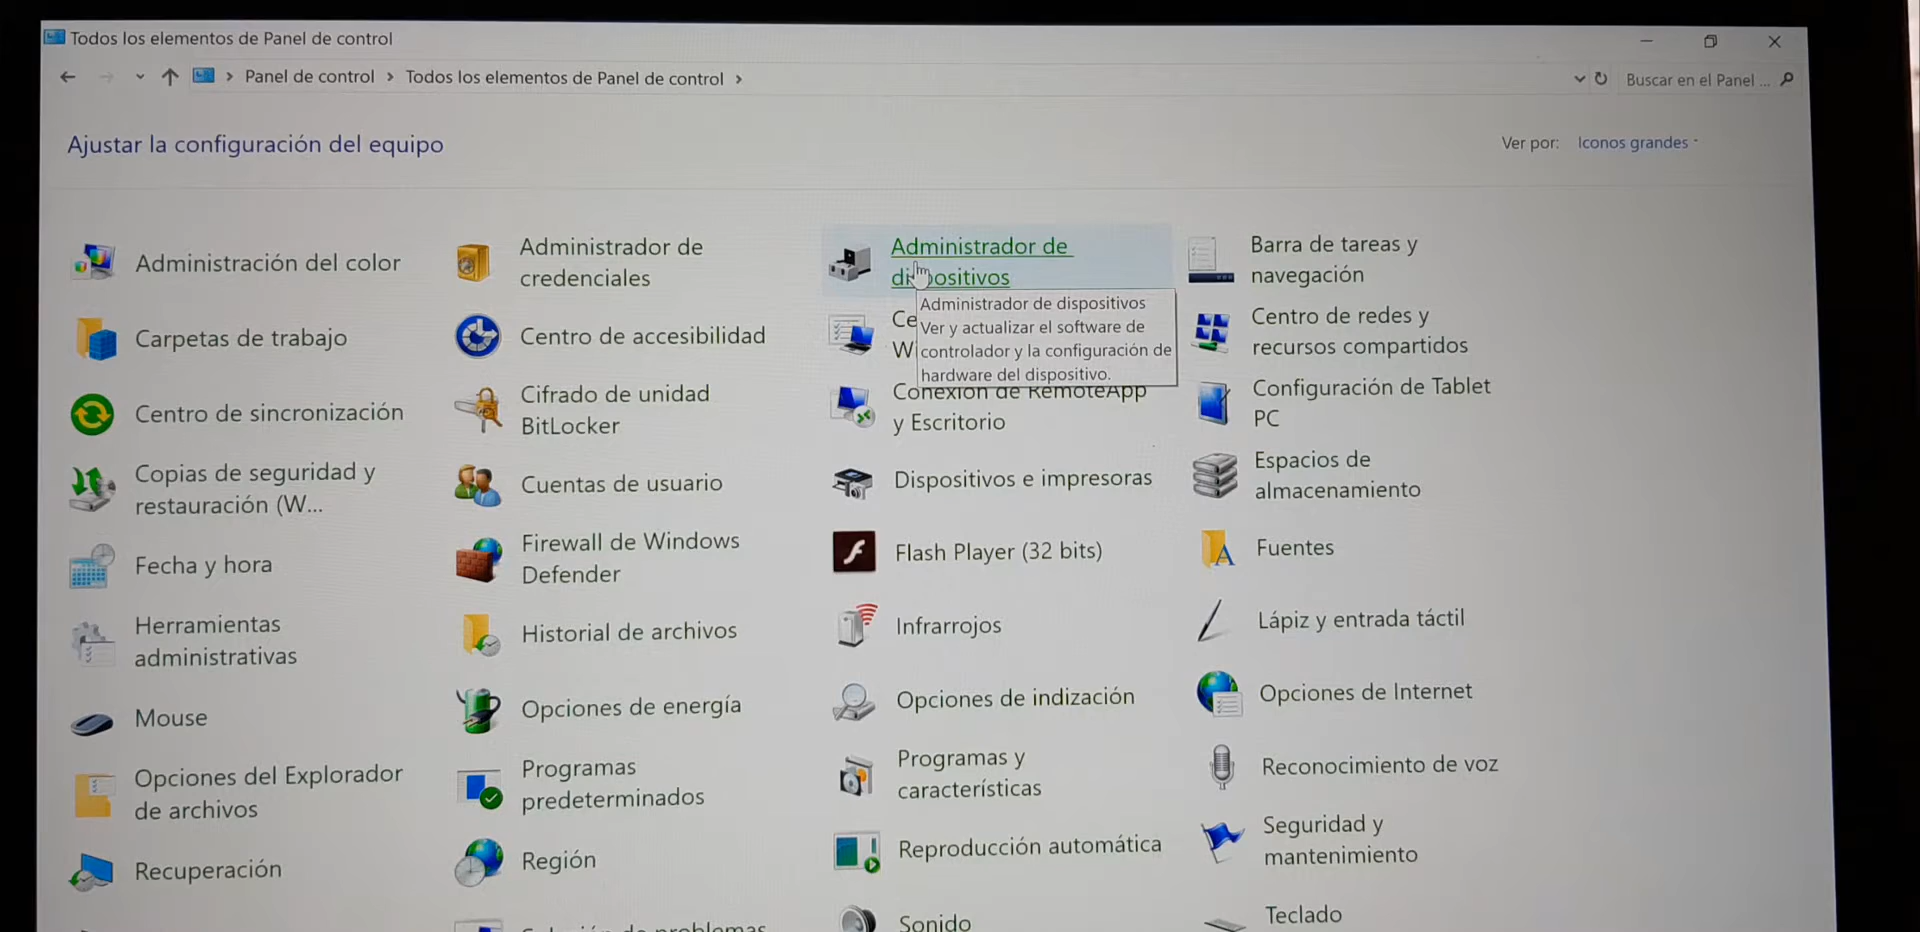 Todos los elementos de Panel de control
Panel de control
Todos los elementos de Panel de control
Buscar en el Panel ...
Ajustar la configuración del equipo
Ver por: Iconos grandes
Administración del color
Administrador de
credenciales
Administrador de
dispositivos
Barra de tareas y
navegación
Administrador de dispositivos
Ver y actualizar el software de
controlador y la configuración de
hardware del dispositivo.
Carpetas de trabajo
Centro de accesibilidad
Centro de redes y
recursos compartidos
Centro de sincronización
Cifrado de unidad
BitLocker
Conexión de RemoteApp
y Escritorio
Configuración de Tablet
PC
Copias de seguridad y
restauración (W...
Cuentas de usuario
Dispositivos e impresoras
Espacios de
almacenamiento
Fecha y hora
Firewall de Windows
Defender
Flash Player (32 bits)
Fuentes
Herramientas
administrativas
Historial de archivos
Infrarrojos
Lápiz y entrada táctil
Mouse
Opciones de energía
Opciones de indización
Opciones de Internet
Opciones del Explorador
de archivos
Programas
predeterminados
Programas y
características
Reconocimiento de voz
Recuperación
Región
Reproducción automática
Seguridad y
mantenimiento
Sonido
Teclado